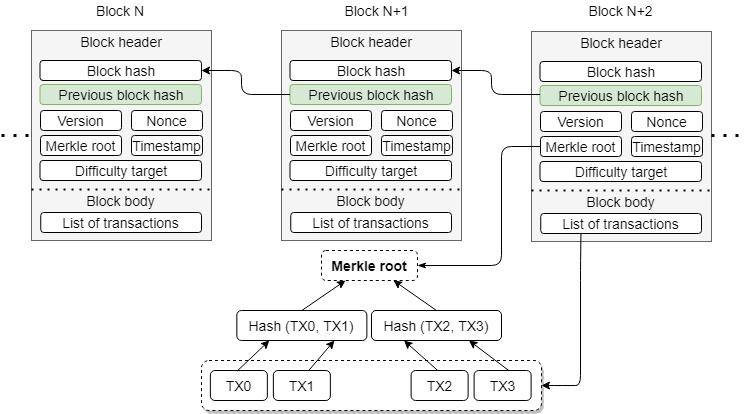 Block N
Block N+1
Block N+2
Block header
Block hash
Previous block hash
Version
Nonce
Merkle root
Timestamp
Difficulty target
Block body
List of transactions
Block header
Block hash
Previous block hash
Version
Nonce
Merkle root
Timestamp
Difficulty target
Block body
List of transactions
Block header
Block hash
Previous block hash
Version
Nonce
Merkle root
Timestamp
Difficulty target
Block body
List of transactions
Merkle root
Hash (TX0, TX1)
Hash (TX2, TX3)
TX0
TX1
TX2
TX3